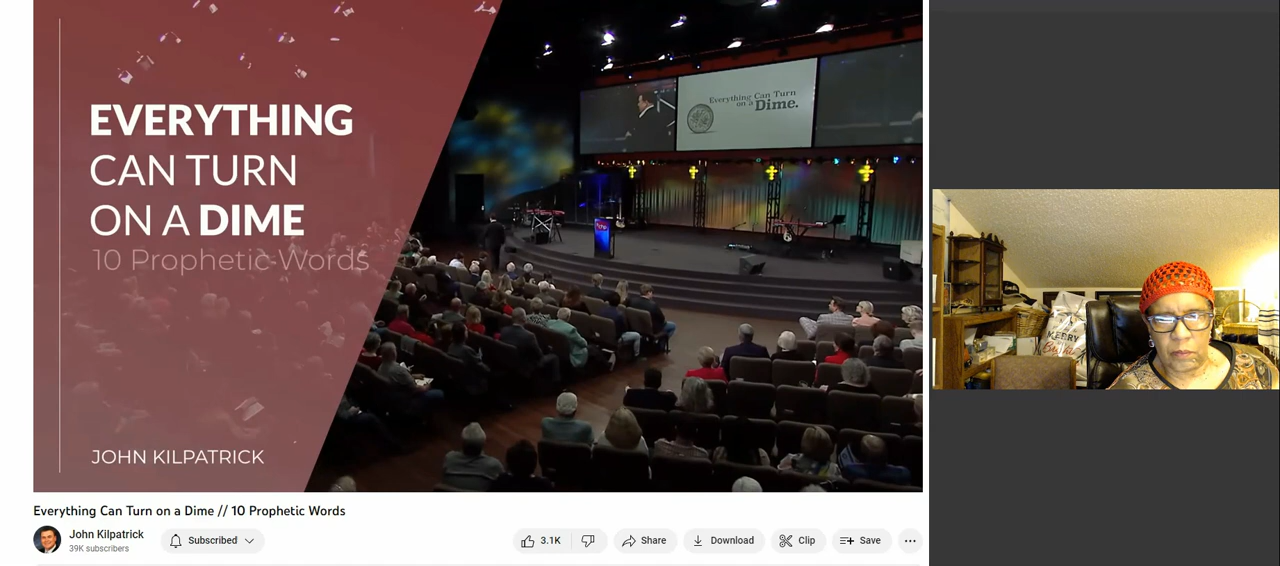 EVERYTHING
CAN TURN
ON A DIME
10 Prophetic Words
JOHN KILPATRICK
Everything Can Turn
on a Dime.
Everything Can Turn on a Dime // 10 Prophetic Words
John Kilpatrick
39K subscribers
Subscribed
3.1K
Share
Download
Clip
Save